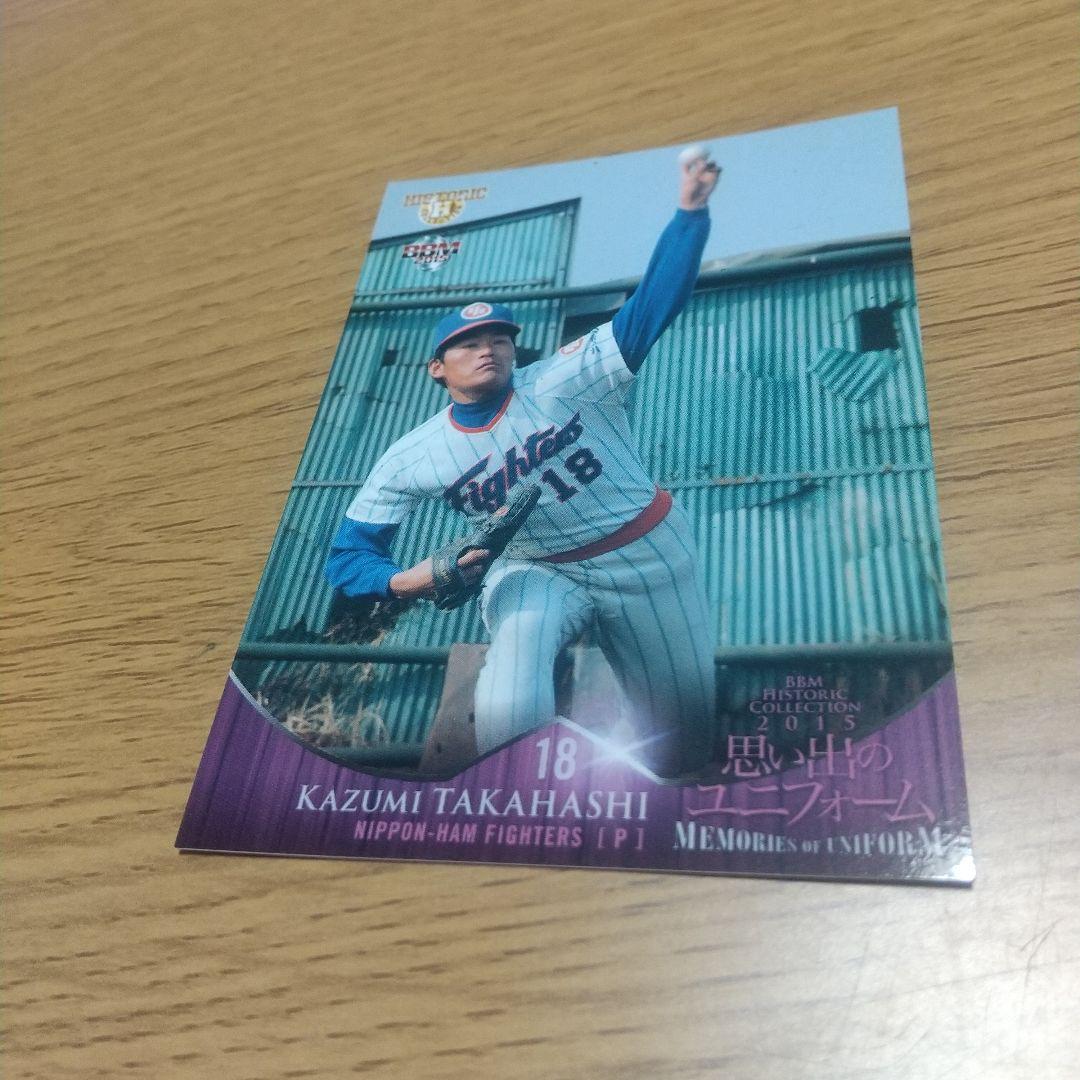 HISTORIC
H
BBM
2015
Fighters
18
BBM
HISTORIC
COLLECTION
2015
思い出の
ユニフォーム
MEMORIES OF UNIFORM
18
KAZUMI TAKAHASHI
NIPPON-HAM FIGHTERS [P]